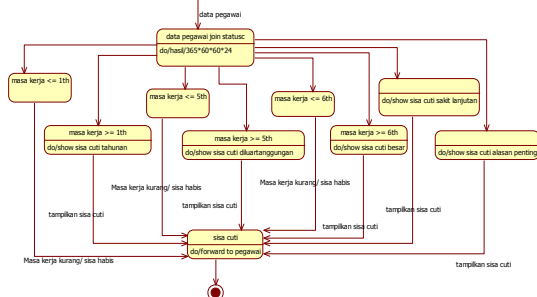 data pegawai
data pegawai join statusc
do/hasil/365*60*60*24
masa kerja <= 1th
masa kerja <= 5th
masa kerja <= 6th
do/show sisa cuti sakit lanjutan
masa kerja >= 1th
do/show sisa cuti tahunan
masa kerja >= 5th
do/show sisa cuti diluartanggungan
masa kerja >= 6th
do/show sisa cuti besar
do/show sisa cuti alasan penting
Masa kerja kurang/ sisa habis
Masa kerja kurang/ sisa habis
tampilkan sisa cuti
tampilkan sisa cuti
tampilkan sisa cuti
tampilkan sisa cuti
sisa cuti
do/forward to pegawai
Masa kerja kurang/ sisa habis
tampilkan sisa cuti